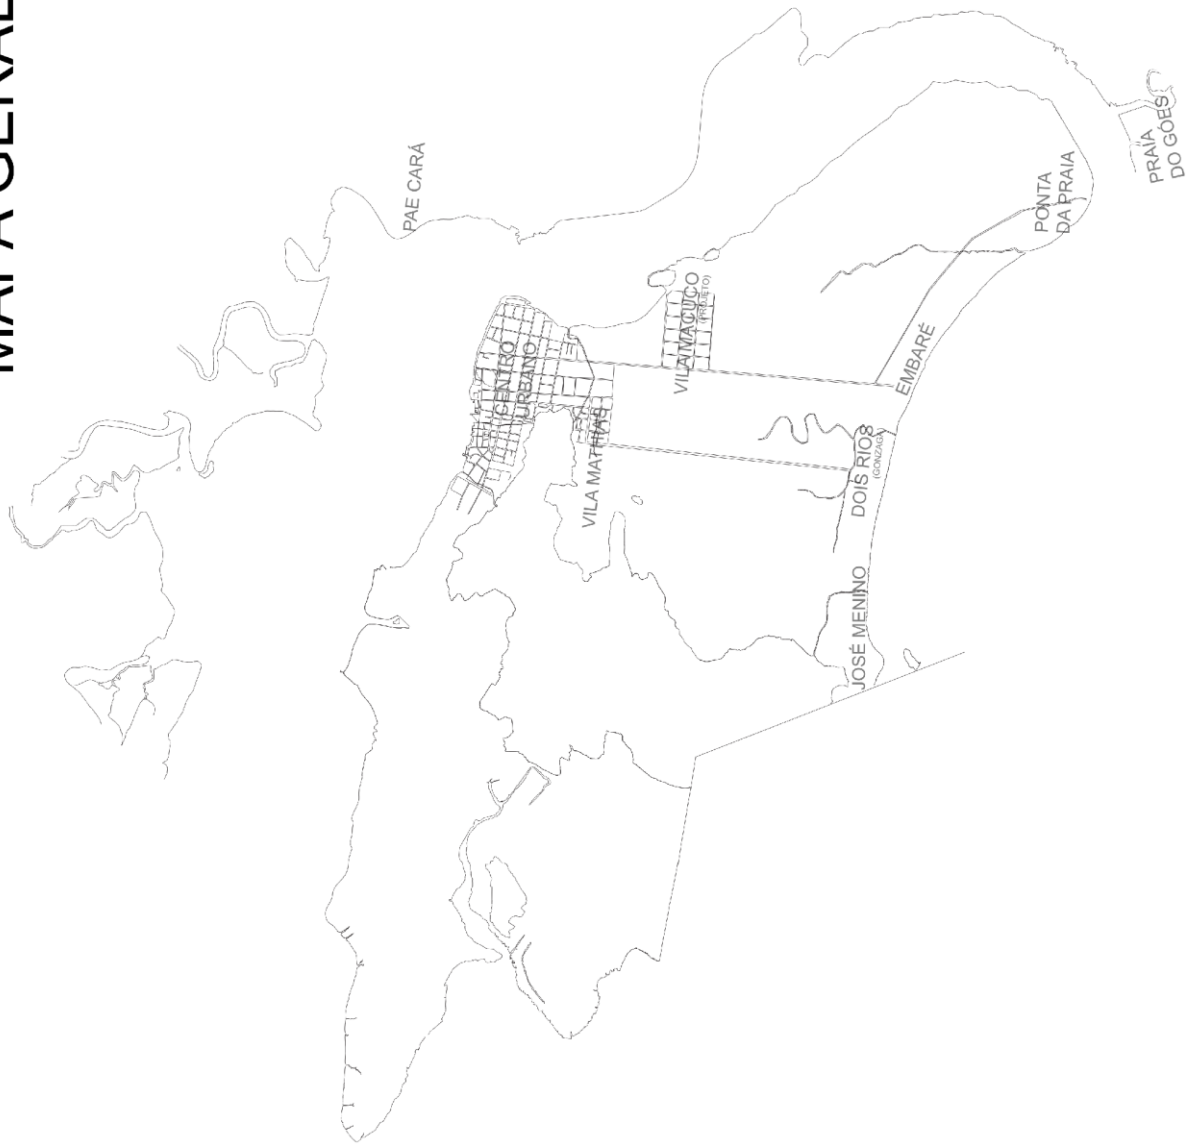 MAPA GERAL
PAE CARÁ
CENTRO
URBANO
VILA MATHIAS
VILA MACUCO
(PROJETO)
JOSÉ MENINO
DOIS RIOS
(GONZAGA)
EMBARÉ
PONTA
DA PRAIA
PRAIA
DO GÓES